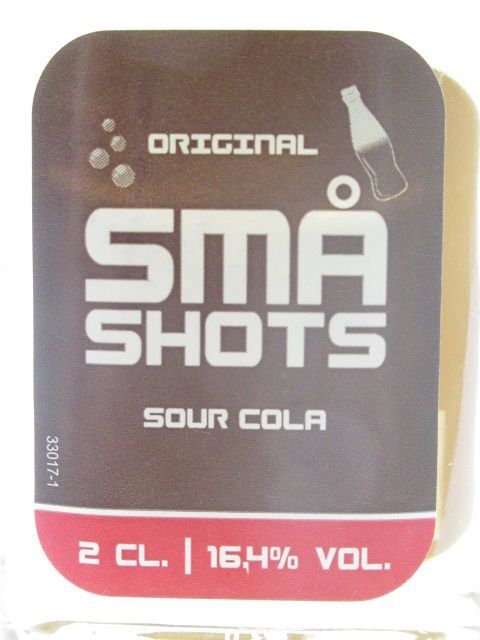 ORIGINAL
SMÅ
SHOTS
SOUR COLA
33017-1
2 CL. | 16,4% VOL.